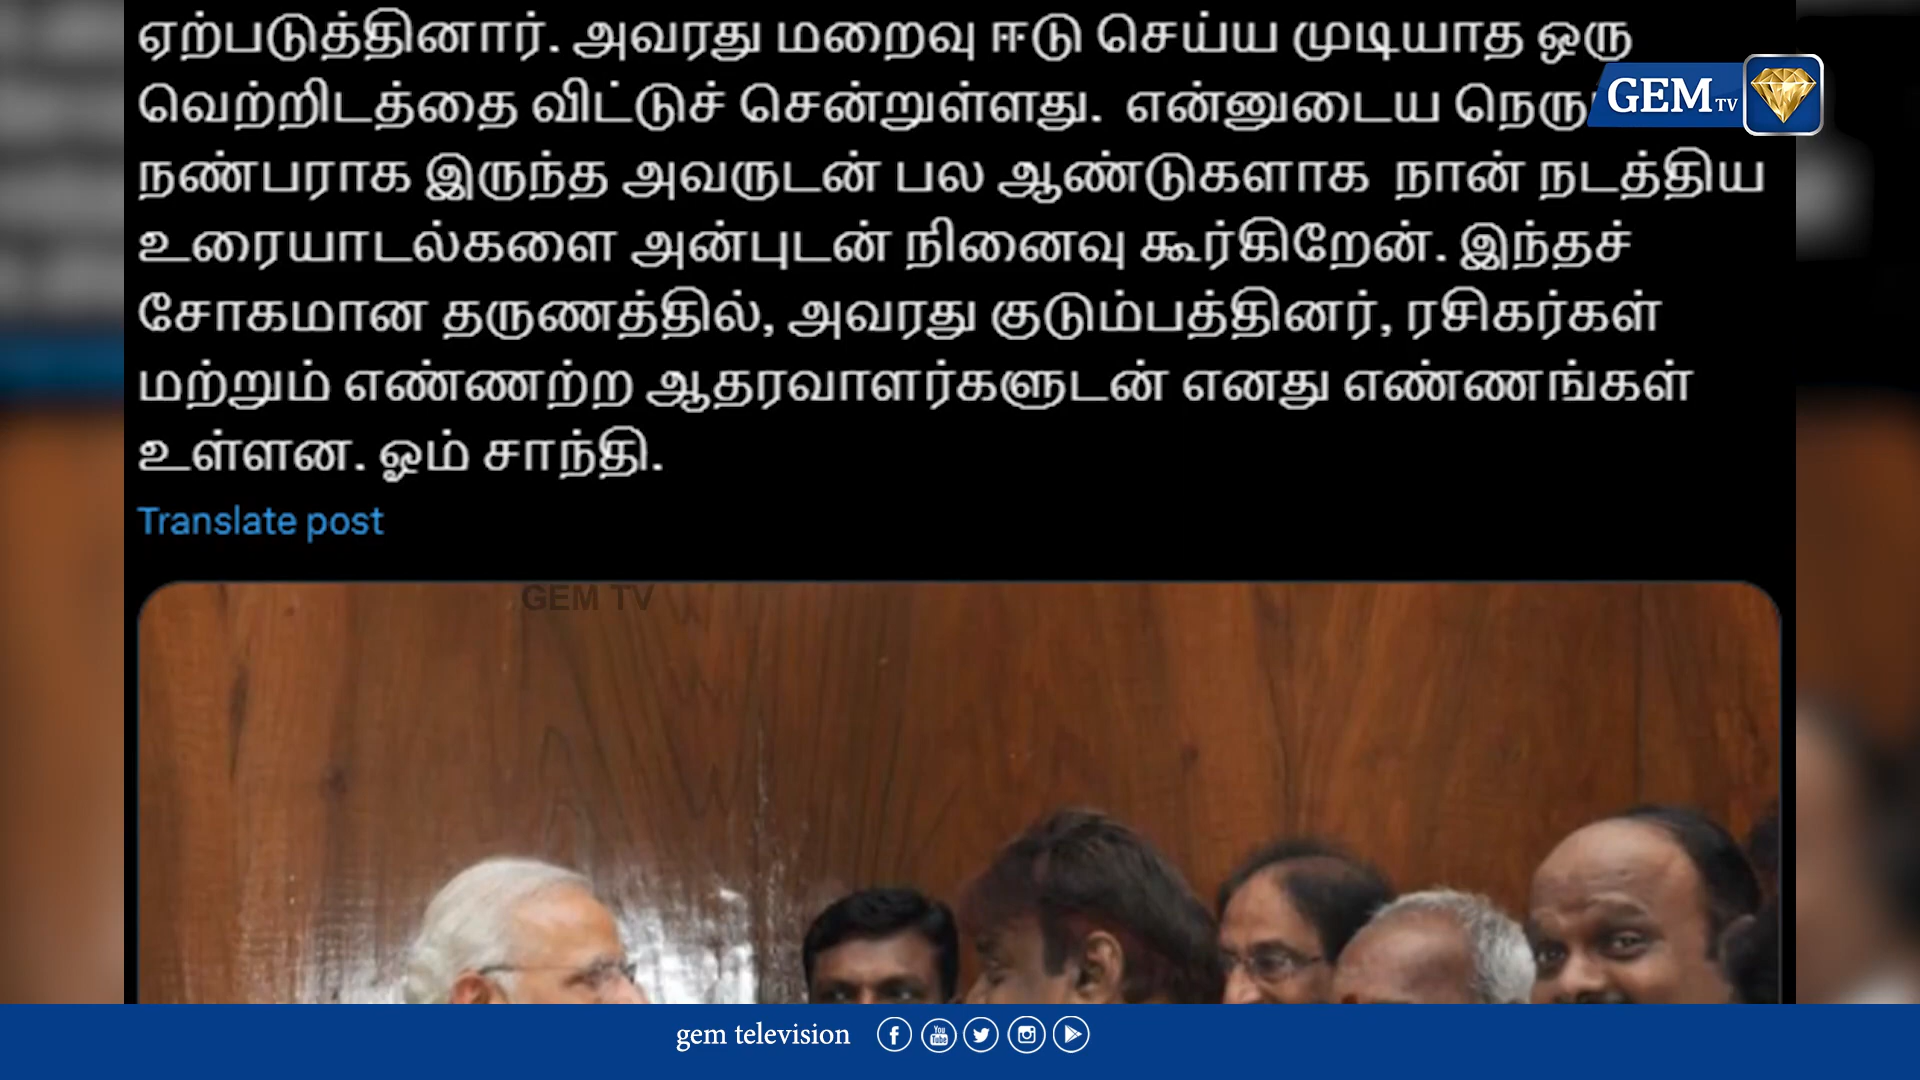 ஏற்படுத்தினார். அவரது மறைவு ஈடு செய்ய முடியாத ஒரு
வெற்றிடத்தை விட்டுச் சென்றுள்ளது. என்னுடைய
நண்பராக இருந்த அவருடன் பல ஆண்டுகளாக நான் நடத்திய
உரையாடல்களை அன்புடன் நினைவு கூர்கிறேன். இந்தச்
சோகமான தருணத்தில், அவரது குடும்பத்தினர், ரசிகர்கள்
மற்றும் எண்ணற்ற ஆதரவாளர்களுடன் எனது எண்ணங்கள்
உள்ளன. ஓம் சாந்தி.
Translate post
GEM TV
GEM TV
gem television
You Tube